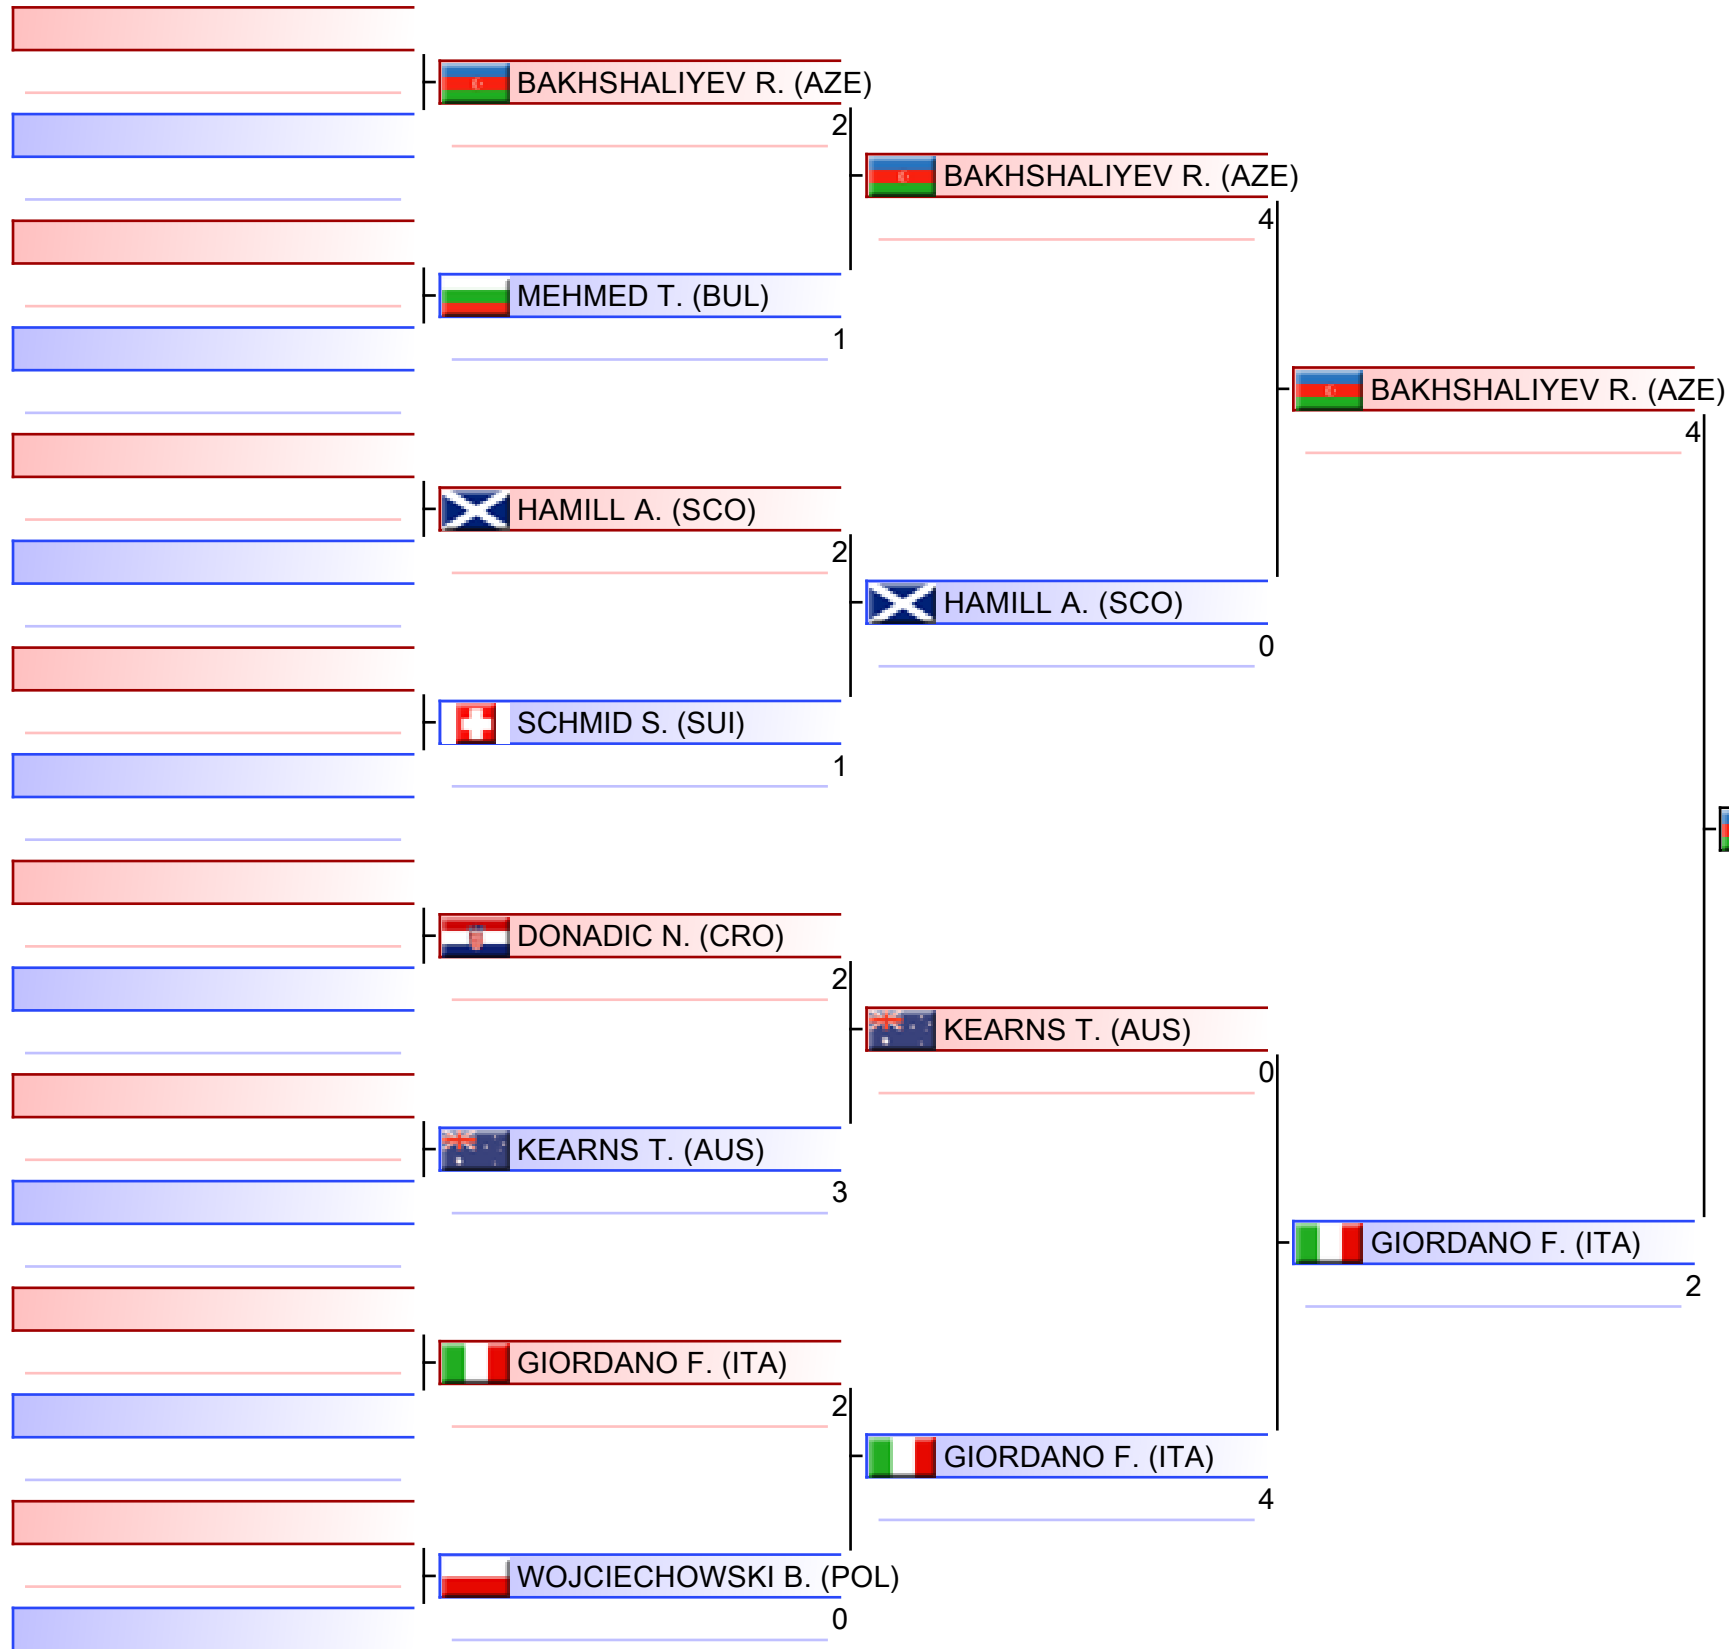 BAKHSHALIYEV R. (AZE)
2
BAKHSHALIYEV R. (AZE)
4
MEHMED T. (BUL)
1
BAKHSHALIYEV R. (AZE)
4
HAMILL A. (SCO)
2
HAMILL A. (SCO)
0
SCHMID S. (SUI)
1
DONADIC N. (CRO)
2
KEARNS T. (AUS)
0
KEARNS T. (AUS)
3
GIORDANO F. (ITA)
2
GIORDANO F. (ITA)
2
GIORDANO F. (ITA)
4
WOJCIECHOWSKI B. (POL)
0